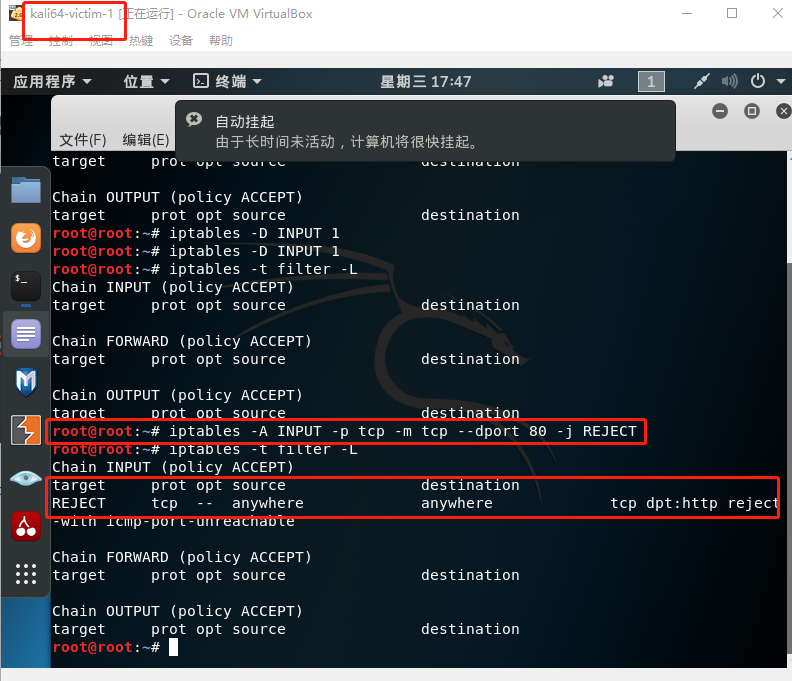 kali64-victim-1 [正在运行] - Oracle VM VirtualBox
管理 控制 视图 热键 设备 帮助
应用程序 位置 终端 星期三 17:47 1
自动挂起
由于长时间未活动，计算机将很快挂起。
文件(F) 编辑(E)
target prot opt source destination
Chain OUTPUT (policy ACCEPT)
target prot opt source destination
root@root:~# iptables -D INPUT 1
root@root:~# iptables -D INPUT 1
root@root:~# iptables -t filter -L
Chain INPUT (policy ACCEPT)
target prot opt source destination
Chain FORWARD (policy ACCEPT)
target prot opt source destination
Chain OUTPUT (policy ACCEPT)
target prot opt source destination
root@root:~# iptables -A INPUT -p tcp -m tcp --dport 80 -j REJECT
root@root:~# iptables -t filter -L
Chain INPUT (policy ACCEPT)
target prot opt source destination
REJECT tcp -- anywhere anywhere tcp dpt:http reject
-with icmp-port-unreachable
Chain FORWARD (policy ACCEPT)
target prot opt source destination
Chain OUTPUT (policy ACCEPT)
target prot opt source destination
root@root:~#